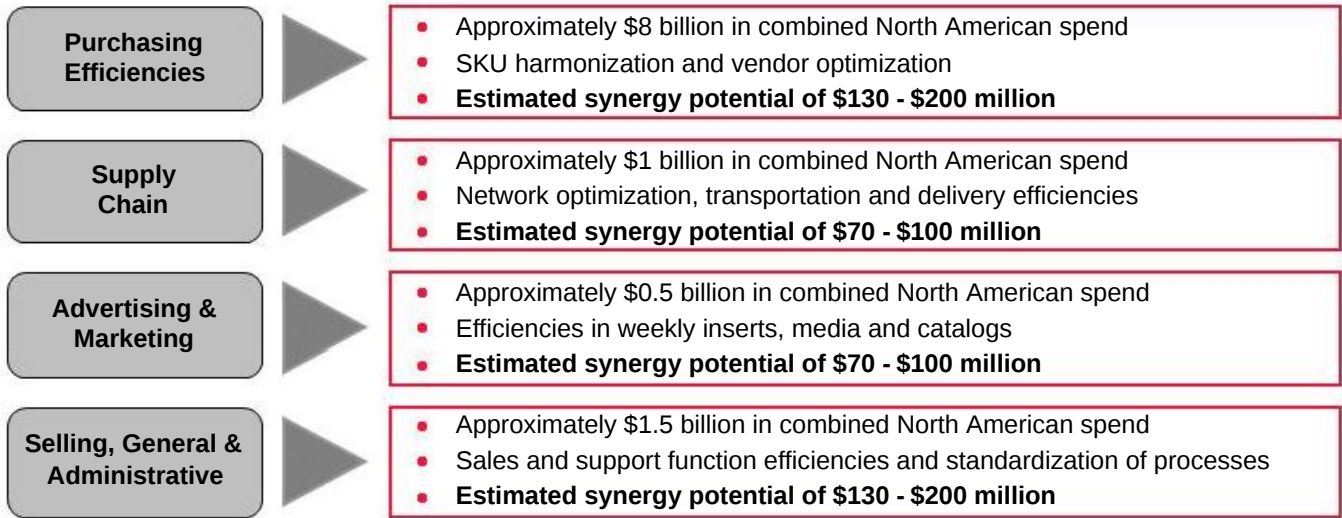 Purchasing
Efficiencies
• Approximately $8 billion in combined North American spend
• SKU harmonization and vendor optimization
• Estimated synergy potential of $130 - $200 million
Supply
Chain
• Approximately $1 billion in combined North American spend
• Network optimization, transportation and delivery efficiencies
• Estimated synergy potential of $70 - $100 million
Advertising &
Marketing
• Approximately $0.5 billion in combined North American spend
• Efficiencies in weekly inserts, media and catalogs
• Estimated synergy potential of $70 - $100 million
Selling, General &
Administrative
• Approximately $1.5 billion in combined North American spend
• Sales and support function efficiencies and standardization of processes
• Estimated synergy potential of $130 - $200 million